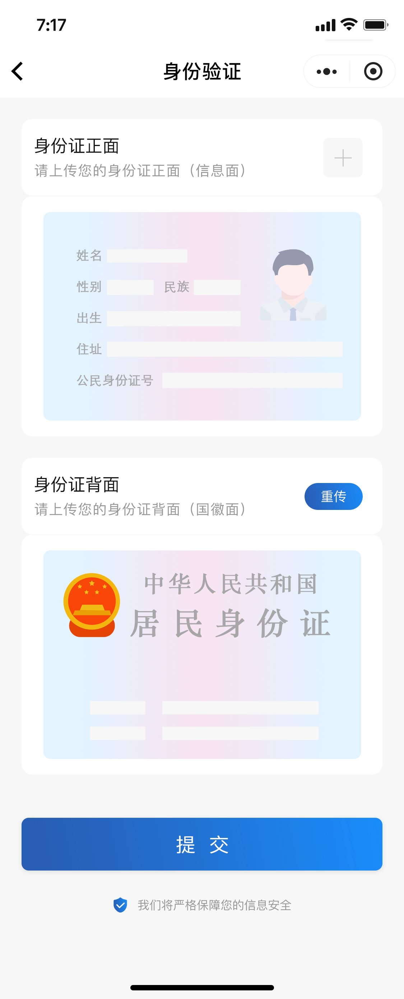 7:17
身份验证
身份证正面
请上传您的身份证正面（信息面）
姓名
性别 民族
出生
住址
公民身份证号
身份证背面
请上传您的身份证背面（国徽面）
重传
中华人民共和国
居民身份证
提 交
我们将严格保障您的信息安全